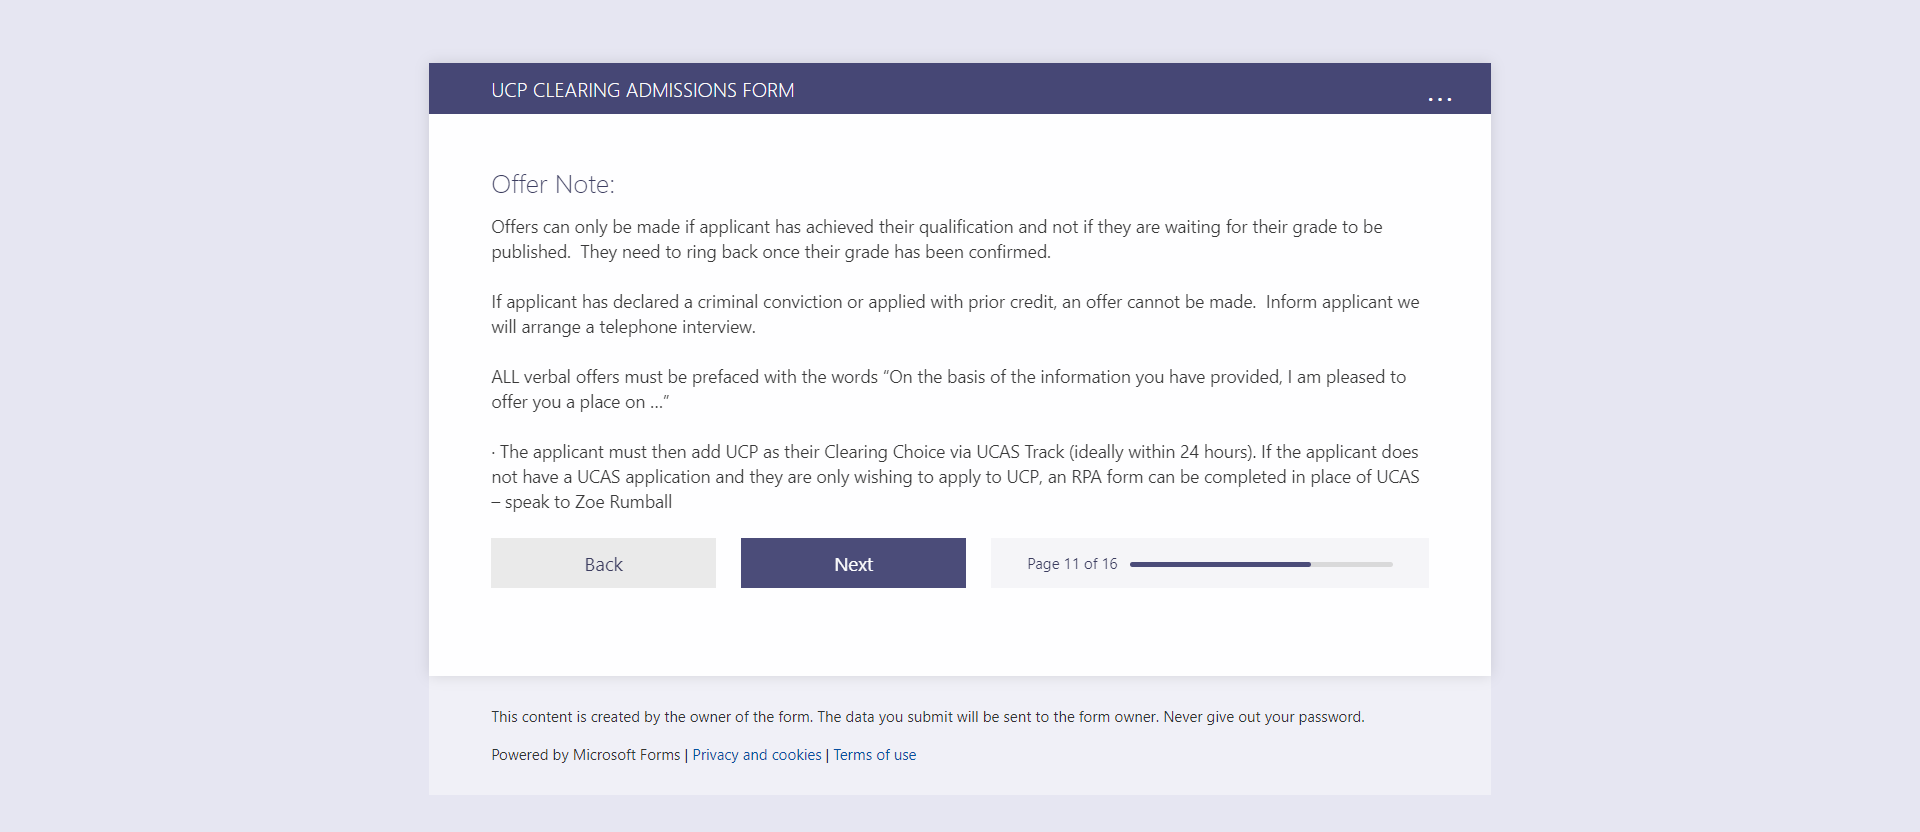 UCP CLEARING ADMISSIONS FORM
...
Offer Note:
Offers can only be made if applicant has achieved their qualification and not if they are waiting for their grade to be
published.  They need to ring back once their grade has been confirmed.
If applicant has declared a criminal conviction or applied with prior credit, an offer cannot be made.  Inform applicant we
will arrange a telephone interview.
ALL verbal offers must be prefaced with the words “On the basis of the information you have provided, I am pleased to
offer you a place on ...”
· The applicant must then add UCP as their Clearing Choice via UCAS Track (ideally within 24 hours). If the applicant does
not have a UCAS application and they are only wishing to apply to UCP, an RPA form can be completed in place of UCAS
– speak to Zoe Rumball
Back
Next
Page 11 of 16
This content is created by the owner of the form. The data you submit will be sent to the form owner. Never give out your password.
Powered by Microsoft Forms | Privacy and cookies | Terms of use